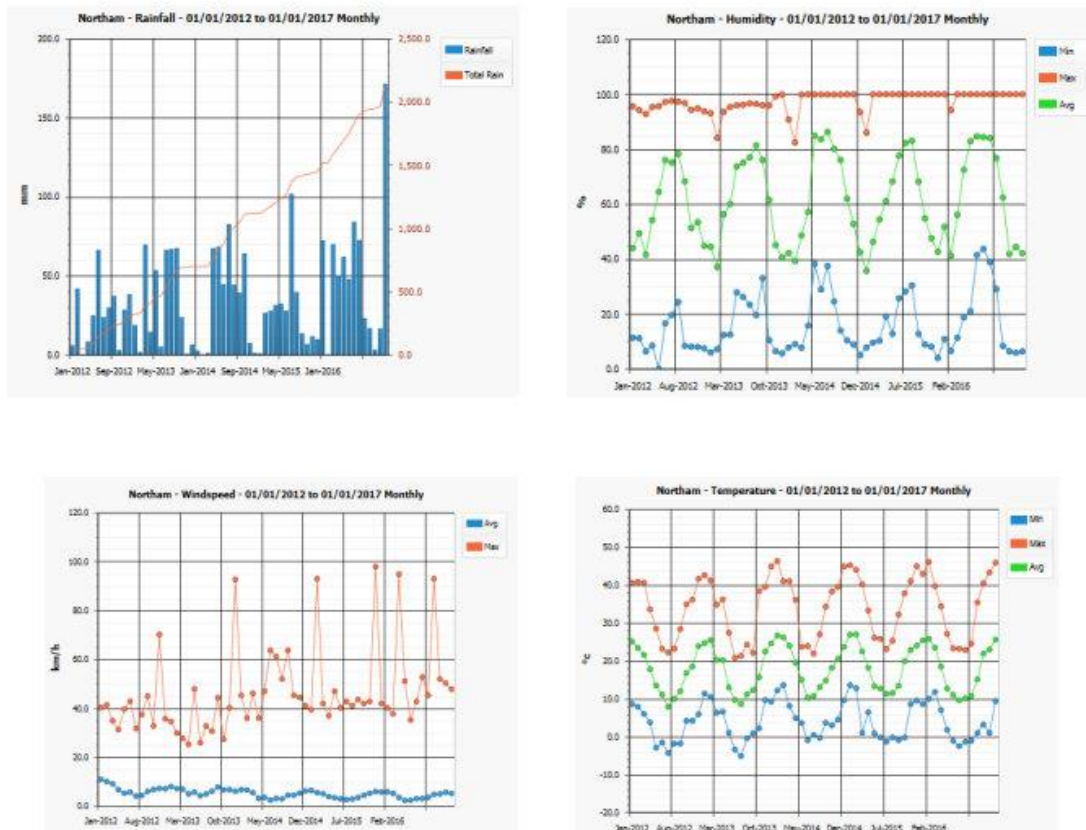 Northam - Rainfall - 01/01/2012 to 01/01/2017 Monthly
200.0
150.0
100.0
50.0
0.0
mm
2,500.0
2,000.0
1,500.0
1,000.0
500.0
0.0
Rainfall
Total Rain
Jan-2012 Sep-2012 May-2013 Jan-2014 Sep-2014 May-2015 Jan-2016
Northam - Humidity - 01/01/2012 to 01/01/2017 Monthly
120.0
100.0
80.0
60.0
40.0
20.0
0.0
%
Min
Max
Avg
Jan-2012 Aug-2012 Mar-2013 Oct-2013 May-2014 Dec-2014 Jul-2015 Feb-2016
Northam - Windspeed - 01/01/2012 to 01/01/2017 Monthly
120.0
100.0
80.0
60.0
40.0
20.0
0.0
km/h
Avg
Max
Jan-2012 Aug-2012 Mar-2013 Oct-2013 May-2014 Dec-2014 Jul-2015 Feb-2016
Northam - Temperature - 01/01/2012 to 01/01/2017 Monthly
60.0
50.0
40.0
30.0
20.0
10.0
0.0
-10.0
-20.0
°C
Min
Max
Avg
Jan-2012 Aug-2012 Mar-2013 Oct-2013 May-2014 Dec-2014 Jul-2015 Feb-2016